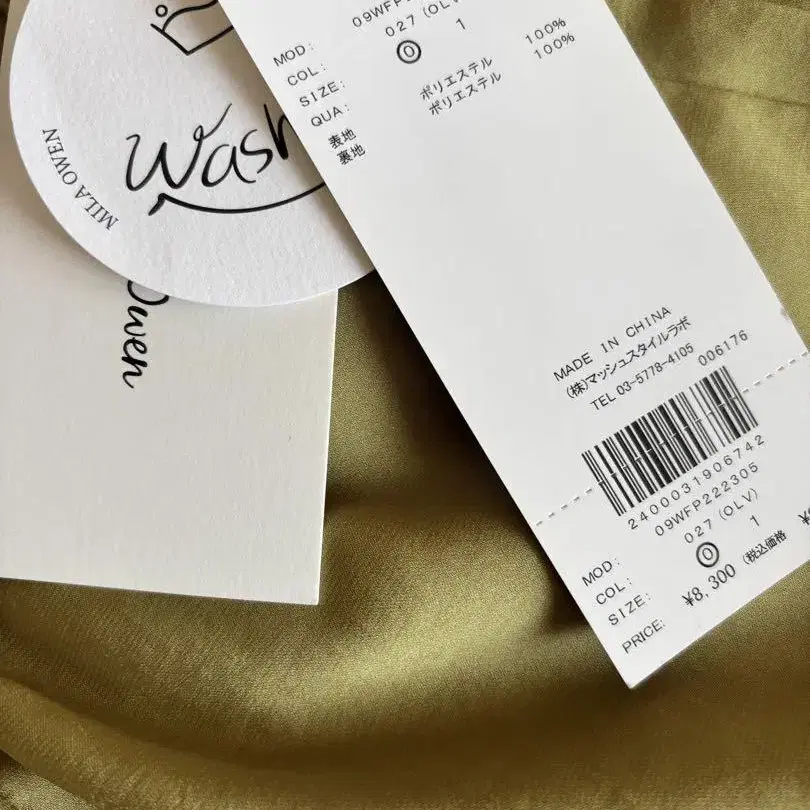 Wash
MILA OWEN
Owen
MOD:
COL: 027 (OLV)
SIZE: 0 1
QUA:
表地 ポリエステル 100%
裏地 ポリエステル 100%
MADE IN CHINA
(株)マッシュスタイルラボ
TEL 03-5778-4105 006176
2400031906742
MOD: 09WFP222305
COL: 027 (OLV)
SIZE: 0 1
PRICE: ¥8,300 (税込価格